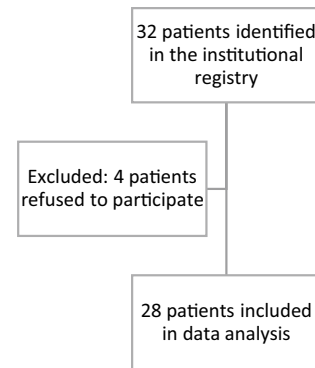 32 patients identified
in the institutional
registry
Excluded: 4 patients
refused to participate
28 patients included
in data analysis